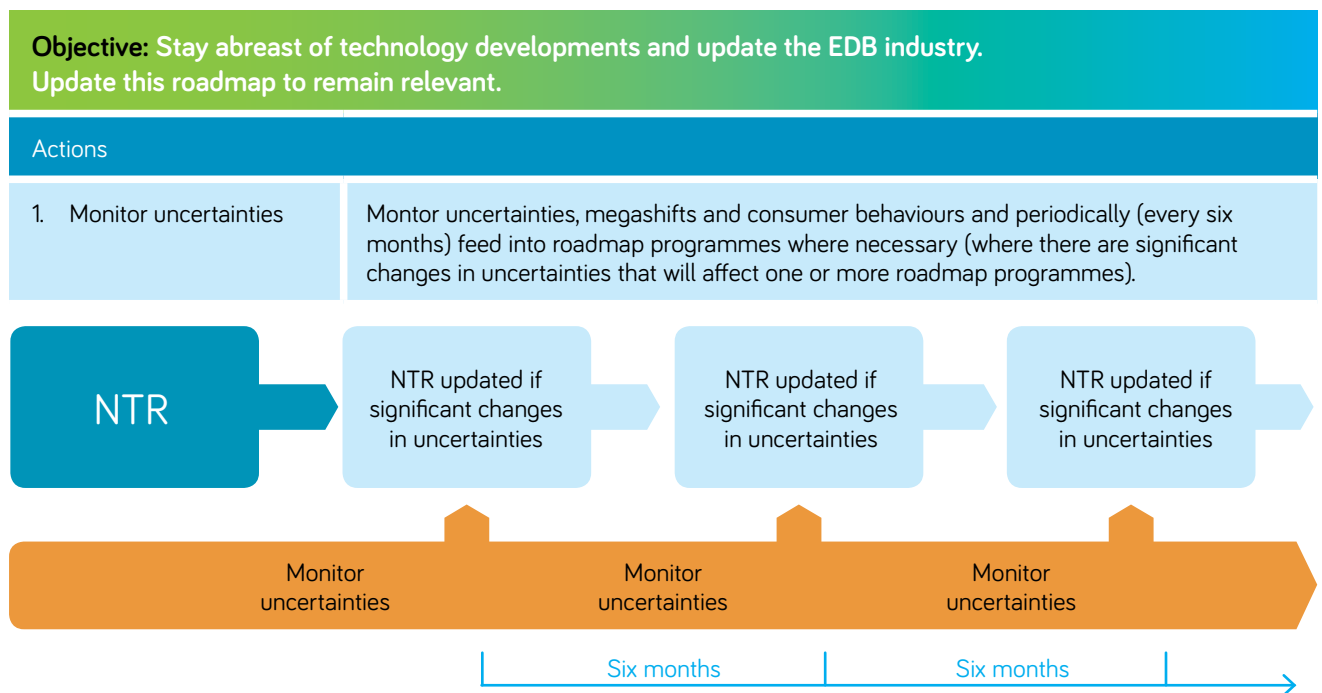 Objective: Stay abreast of technology developments and update the EDB industry.
Update this roadmap to remain relevant.
Actions
1. Monitor uncertainties
Montor uncertainties, megashifts and consumer behaviours and periodically (every six
months) feed into roadmap programmes where necessary (where there are significant
changes in uncertainties that will affect one or more roadmap programmes).
NTR
NTR updated if
significant changes
in uncertainties
NTR updated if
significant changes
in uncertainties
NTR updated if
significant changes
in uncertainties
Monitor
uncertainties
Monitor
uncertainties
Monitor
uncertainties
Six months
Six months